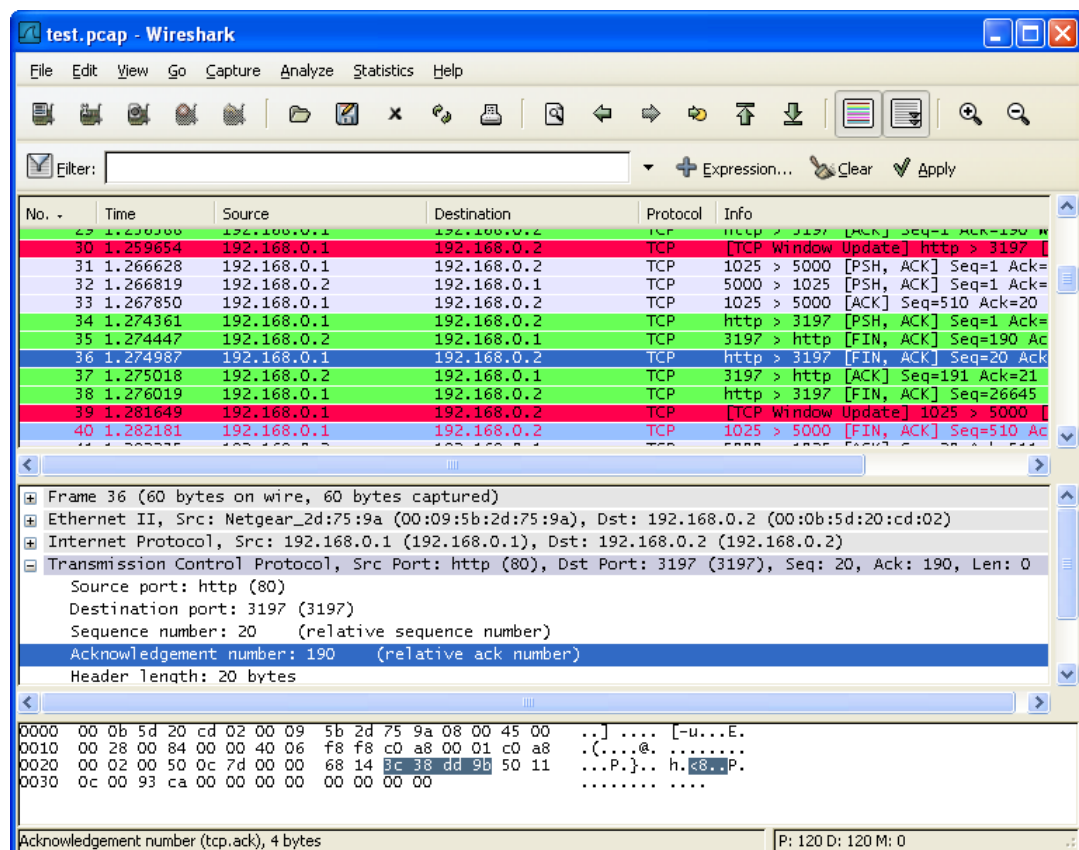 test.pcap - Wireshark
File Edit View Go Capture Analyze Statistics Help
Filter: Expression... Clear Apply
No. Time Source Destination Protocol Info
29 1.256588 192.168.0.1 192.168.0.2 TCP http > 3197 [ACK] Seq=1 Ack=190
30 1.259654 192.168.0.1 192.168.0.2 TCP [TCP Window Update] http > 3197 [
31 1.266628 192.168.0.1 192.168.0.2 TCP 1025 > 5000 [PSH, ACK] Seq=1 Ack=
32 1.266819 192.168.0.2 192.168.0.1 TCP 5000 > 1025 [PSH, ACK] Seq=1 Ack=
33 1.267850 192.168.0.1 192.168.0.2 TCP 1025 > 5000 [ACK] Seq=510 Ack=20
34 1.274361 192.168.0.1 192.168.0.2 TCP http > 3197 [PSH, ACK] Seq=1 Ack=
35 1.274447 192.168.0.2 192.168.0.1 TCP 3197 > http [FIN, ACK] Seq=190 Ac
36 1.274987 192.168.0.1 192.168.0.2 TCP http > 3197 [FIN, ACK] Seq=20 Ack
37 1.275018 192.168.0.2 192.168.0.1 TCP 3197 > http [ACK] Seq=191 Ack=21
38 1.276019 192.168.0.1 192.168.0.2 TCP http > 3197 [FIN, ACK] Seq=26645
39 1.281649 192.168.0.1 192.168.0.2 TCP [TCP Window Update] 1025 > 5000 [
40 1.282181 192.168.0.1 192.168.0.2 TCP 1025 > 5000 [FIN, ACK] Seq=510 Ac
Frame 36 (60 bytes on wire, 60 bytes captured)
Ethernet II, Src: Netgear_2d:75:9a (00:09:5b:2d:75:9a), Dst: 192.168.0.2 (00:0b:5d:20:cd:02)
Internet Protocol, Src: 192.168.0.1 (192.168.0.1), Dst: 192.168.0.2 (192.168.0.2)
Transmission Control Protocol, Src Port: http (80), Dst Port: 3197 (3197), Seq: 20, Ack: 190, Len: 0
Source port: http (80)
Destination port: 3197 (3197)
Sequence number: 20 (relative sequence number)
Acknowledgement number: 190 (relative ack number)
Header length: 20 bytes
0000 00 0b 5d 20 cd 02 00 09 5b 2d 75 9a 08 00 45 00 ..] .... [-u...E.
0010 00 28 00 84 00 00 40 06 f8 f8 c0 a8 00 01 c0 a8 .(....@. ........
0020 00 02 00 50 0c 7d 00 00 68 14 3c 38 dd 9b 50 11 ...P.}.. h.<8..P.
0030 0c 00 93 ca 00 00 00 00 00 00 00 00 ........ ....
Acknowledgement number (tcp.ack), 4 bytes P: 120 D: 120 M: 0